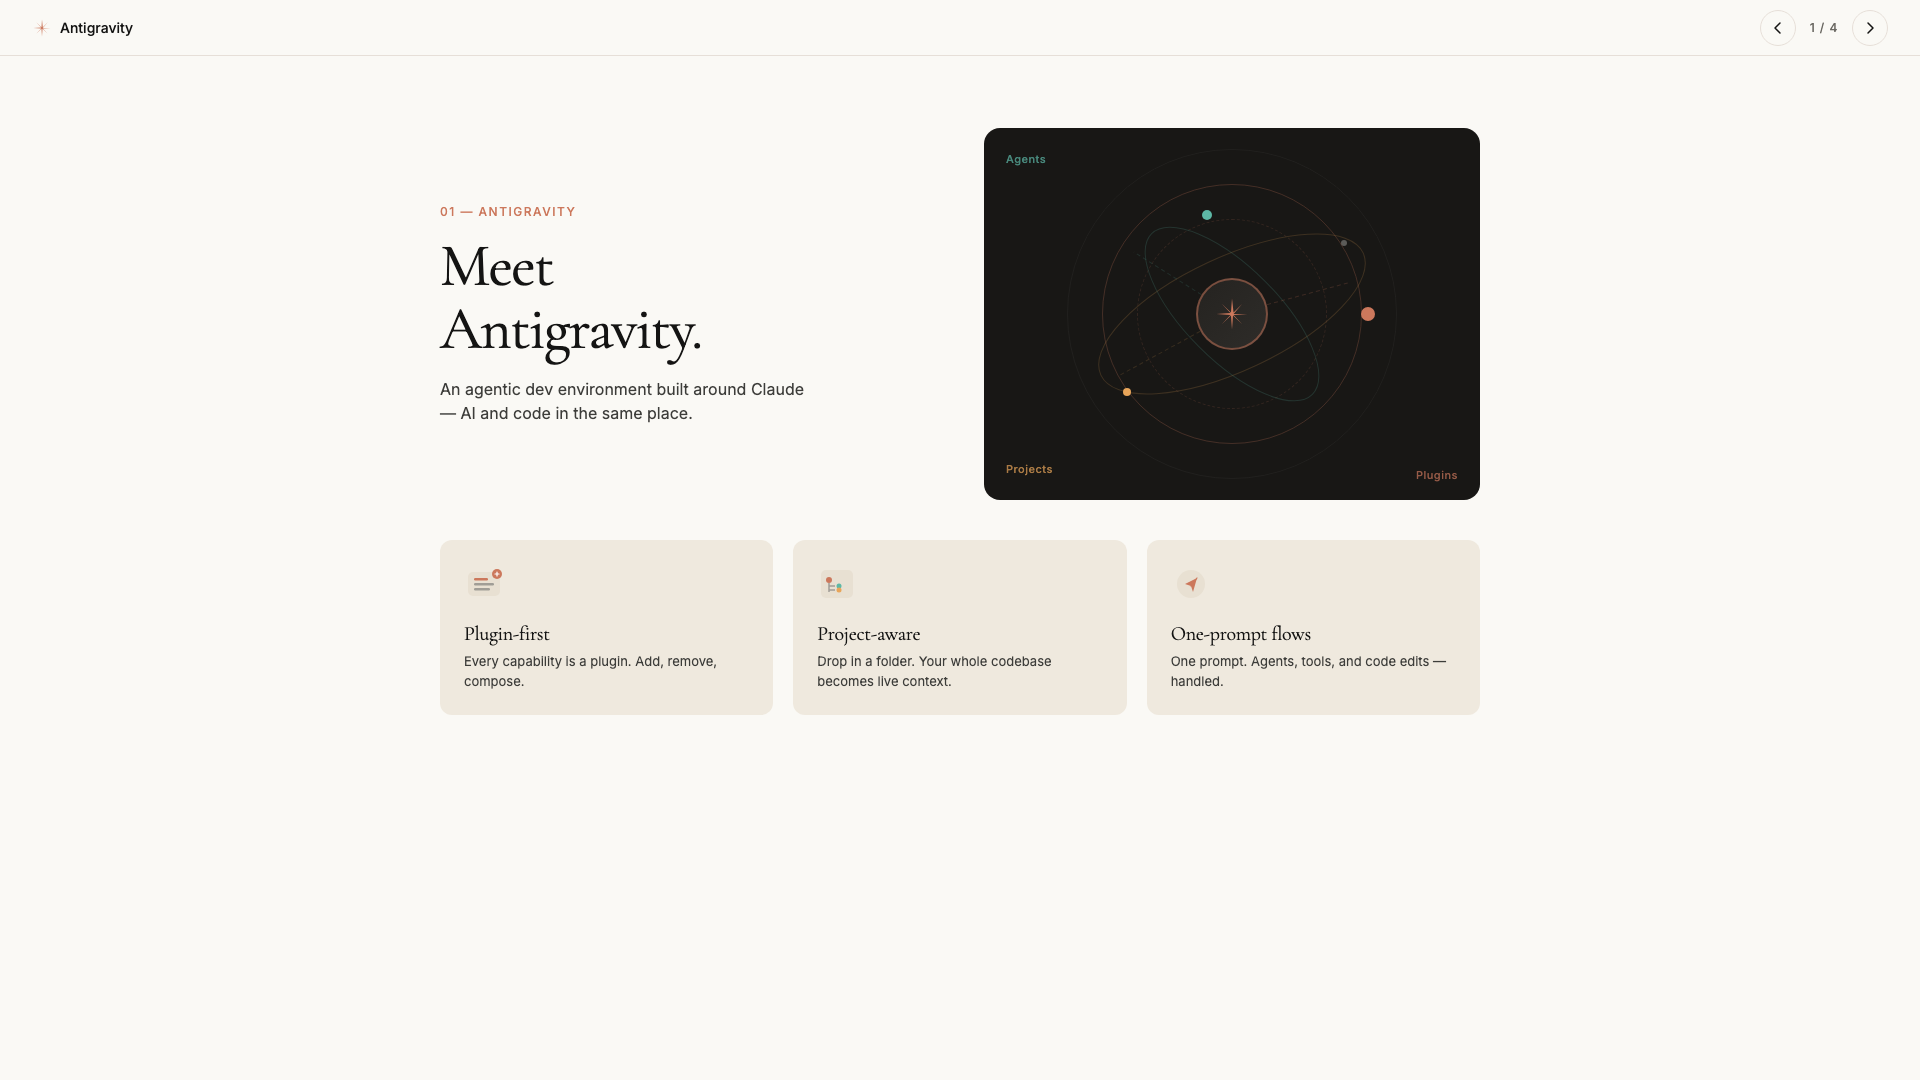 Antigravity
1 / 4
01 — ANTIGRAVITY
Meet
Antigravity.
An agentic dev environment built around Claude
— AI and code in the same place.
Agents
Projects
Plugins
Plugin-first
Every capability is a plugin. Add, remove,
compose.
Project-aware
Drop in a folder. Your whole codebase
becomes live context.
One-prompt flows
One prompt. Agents, tools, and code edits —
handled.